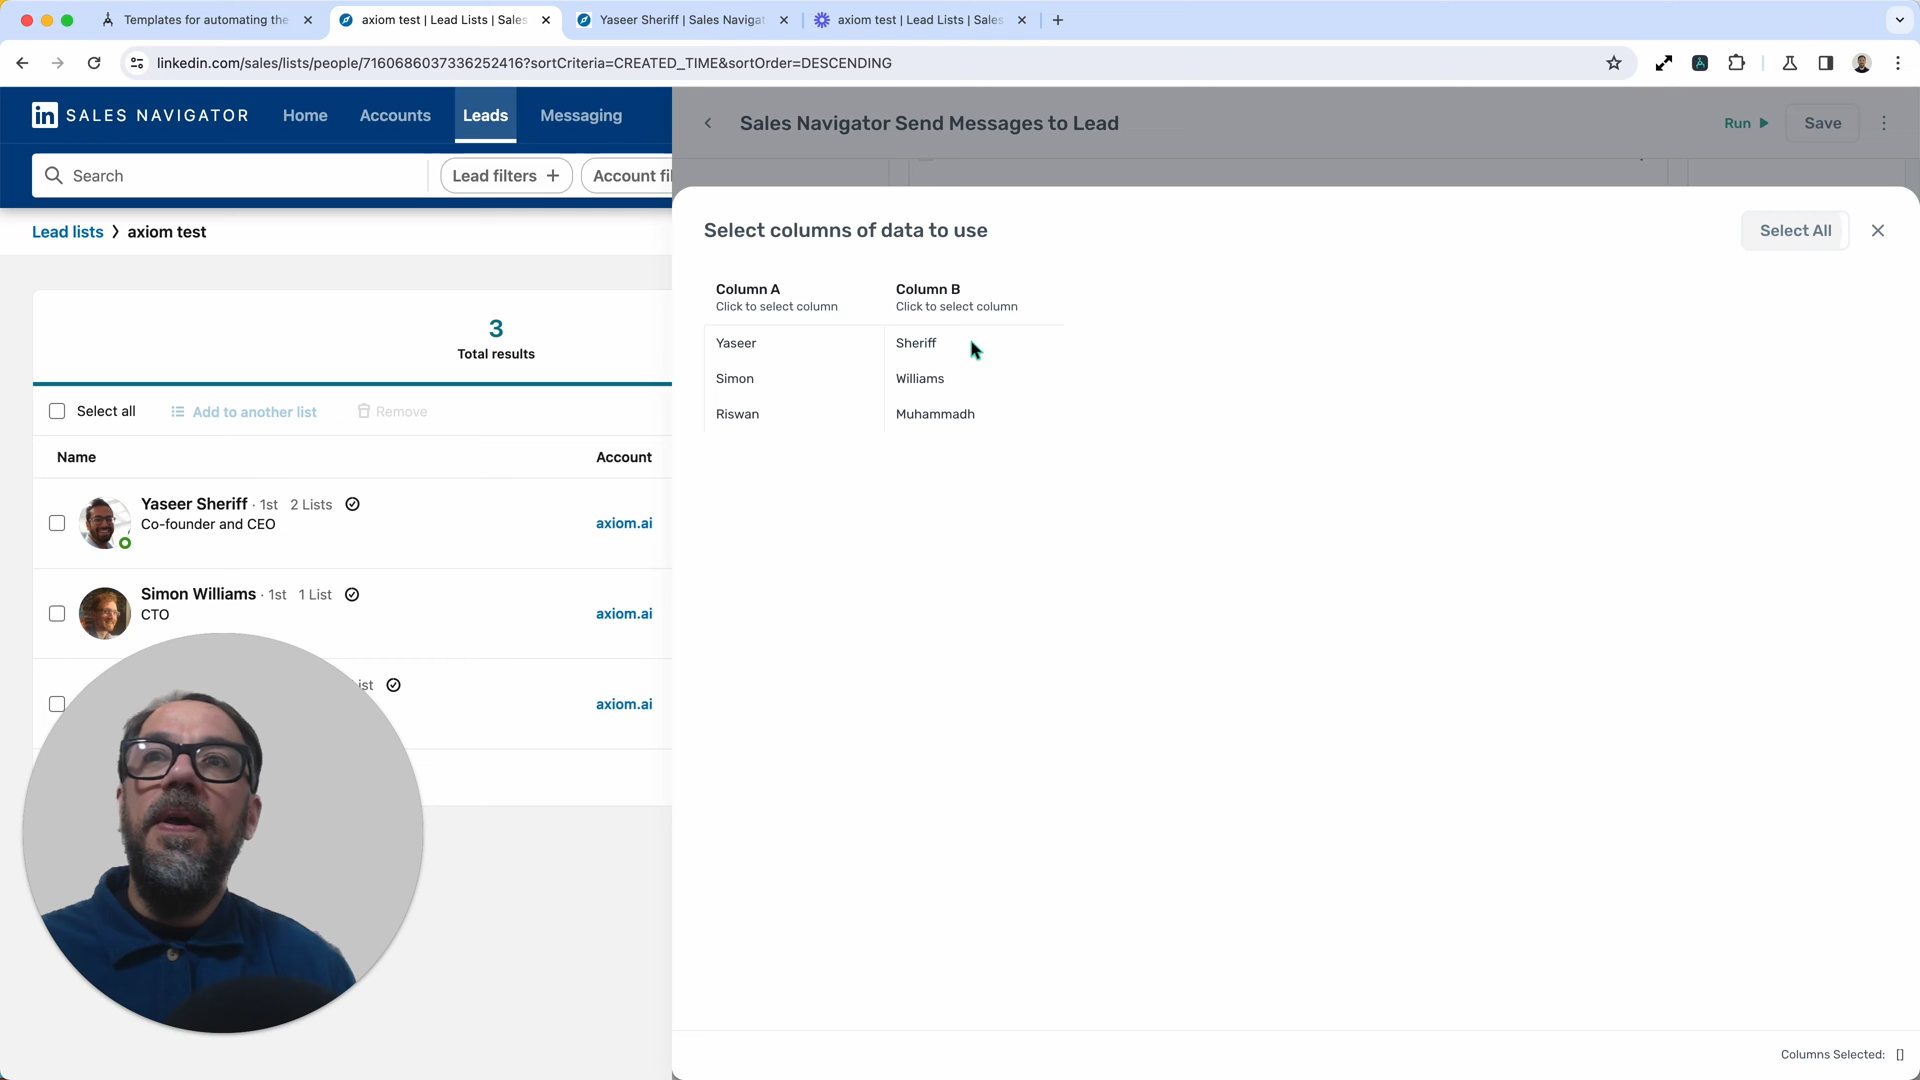 Templates for automating the
axiom test | Lead Lists | Sales
Yaseer Sheriff | Sales Navigat
axiom test | Lead Lists | Sales
linkedin.com/sales/lists/people/7160686037336252416?sortCriteria=CREATED_TIME&sortOrder=DESCENDING
in SALES NAVIGATOR
Home
Accounts
Leads
Messaging
Sales Navigator Send Messages to Lead
Run
Save
Search
Lead filters +
Account fi
Lead lists > axiom test
Select columns of data to use
Select All
Column A
Click to select column
Column B
Click to select column
Yaseer
Sheriff
Simon
Williams
Riswan
Muhammadh
3
Total results
Select all
Add to another list
Remove
Name
Account
Yaseer Sheriff · 1st 2 Lists
Co-founder and CEO
axiom.ai
Simon Williams · 1st 1 List
CTO
axiom.ai
ist
axiom.ai
Columns Selected: []